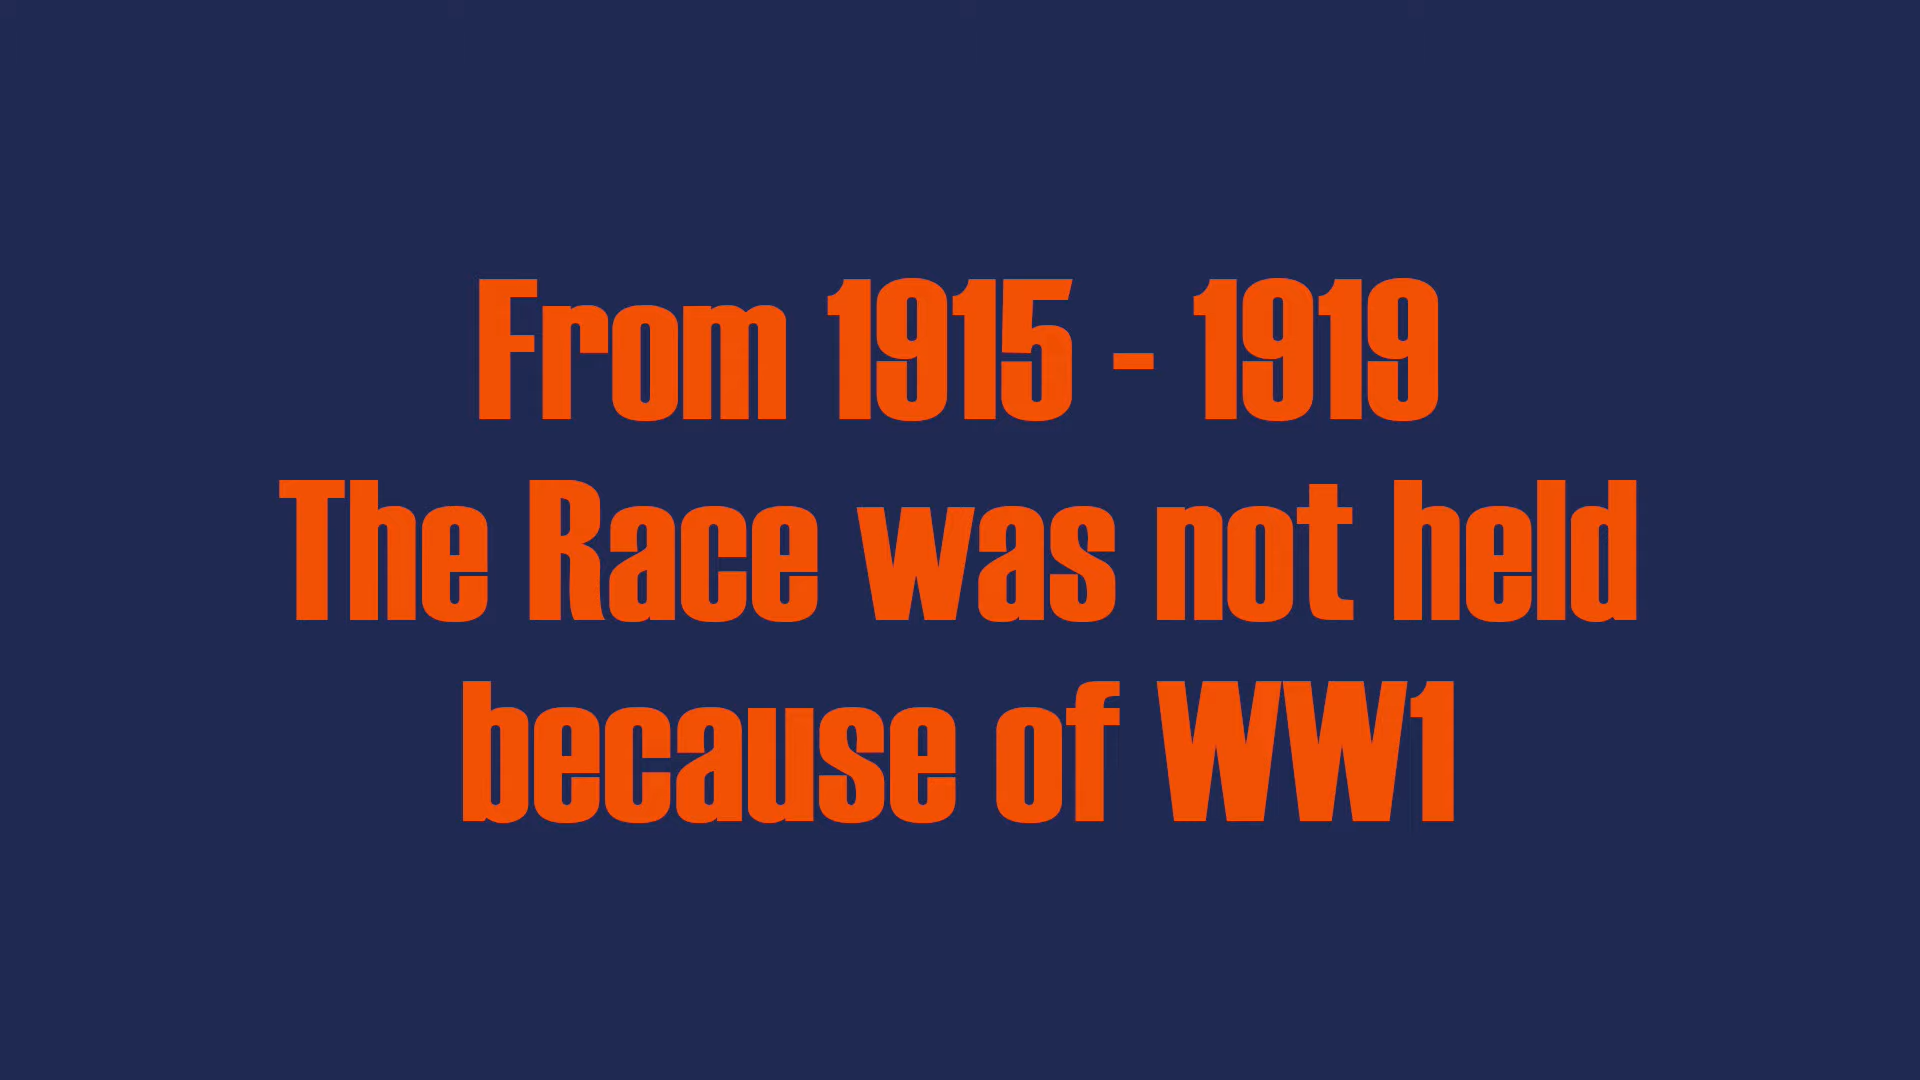 From 1915 - 1919
The Race was not held
because of WW1